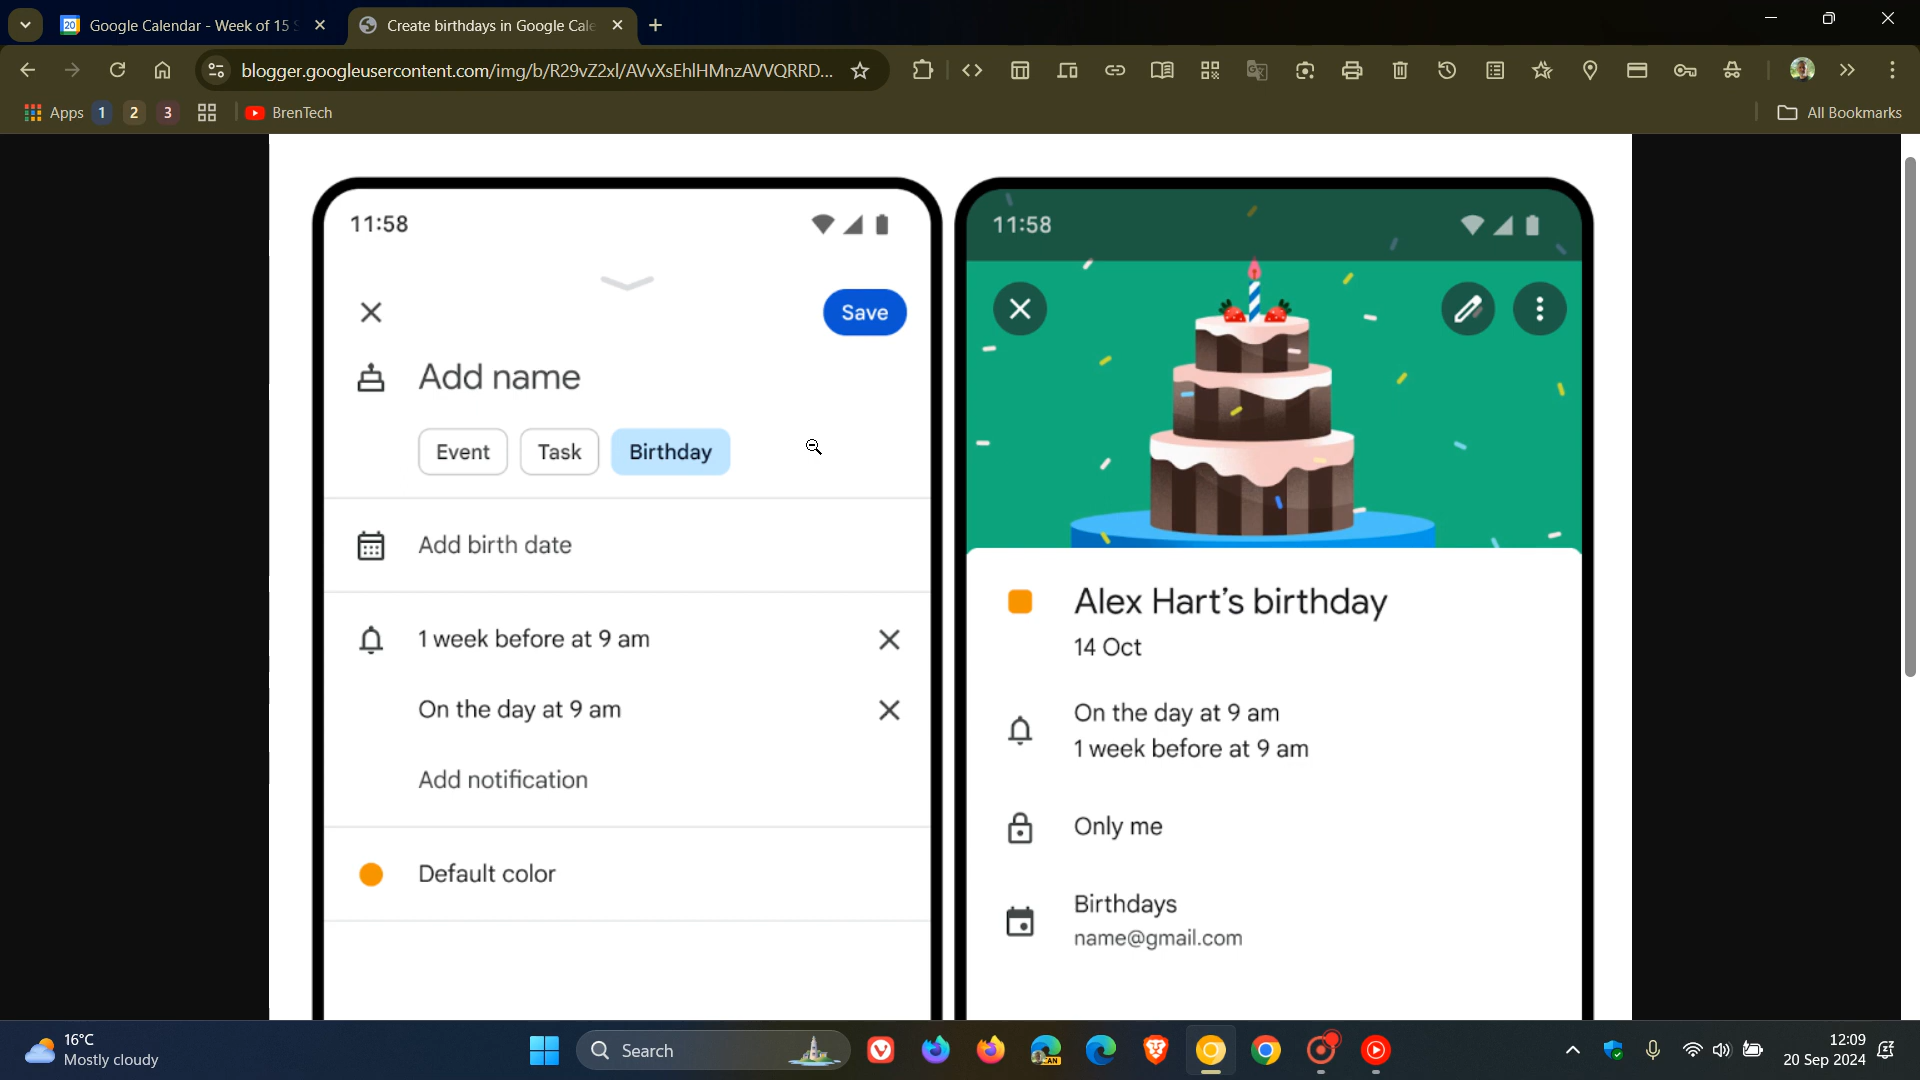 Google Calendar - Week of 15 S
Create birthdays in Google Cale
blogger.googleusercontent.com/img/b/R29vZ2xl/AVvXsEhlHMnzAVVQRRD...
Apps 1 2 3 BrenTech All Bookmarks
11:58
Save
Add name
Event Task Birthday
Add birth date
1 week before at 9 am
On the day at 9 am
Add notification
Default color
11:58
Alex Hart's birthday
14 Oct
On the day at 9 am
1 week before at 9 am
Only me
Birthdays
name@gmail.com
16°C
Mostly cloudy
Search
CAN
12:09
20 Sep 2024